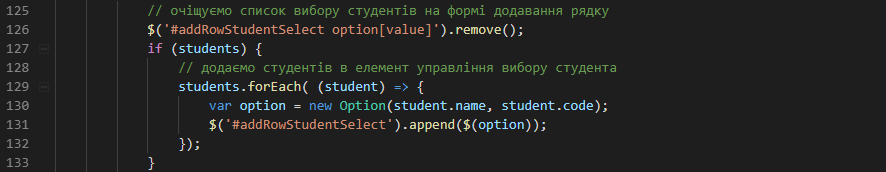 125 // очіщуємо список вибору студентів на формі додавання рядку
126 $('#addRowStudentSelect option[value]').remove();
127 if (students) {
128 // додаємо студентів в елемент управління вибору студента
129 students.forEach( (student) => {
130 var option = new Option(student.name, student.code);
131 $('#addRowStudentSelect').append($(option));
132 });
133 }